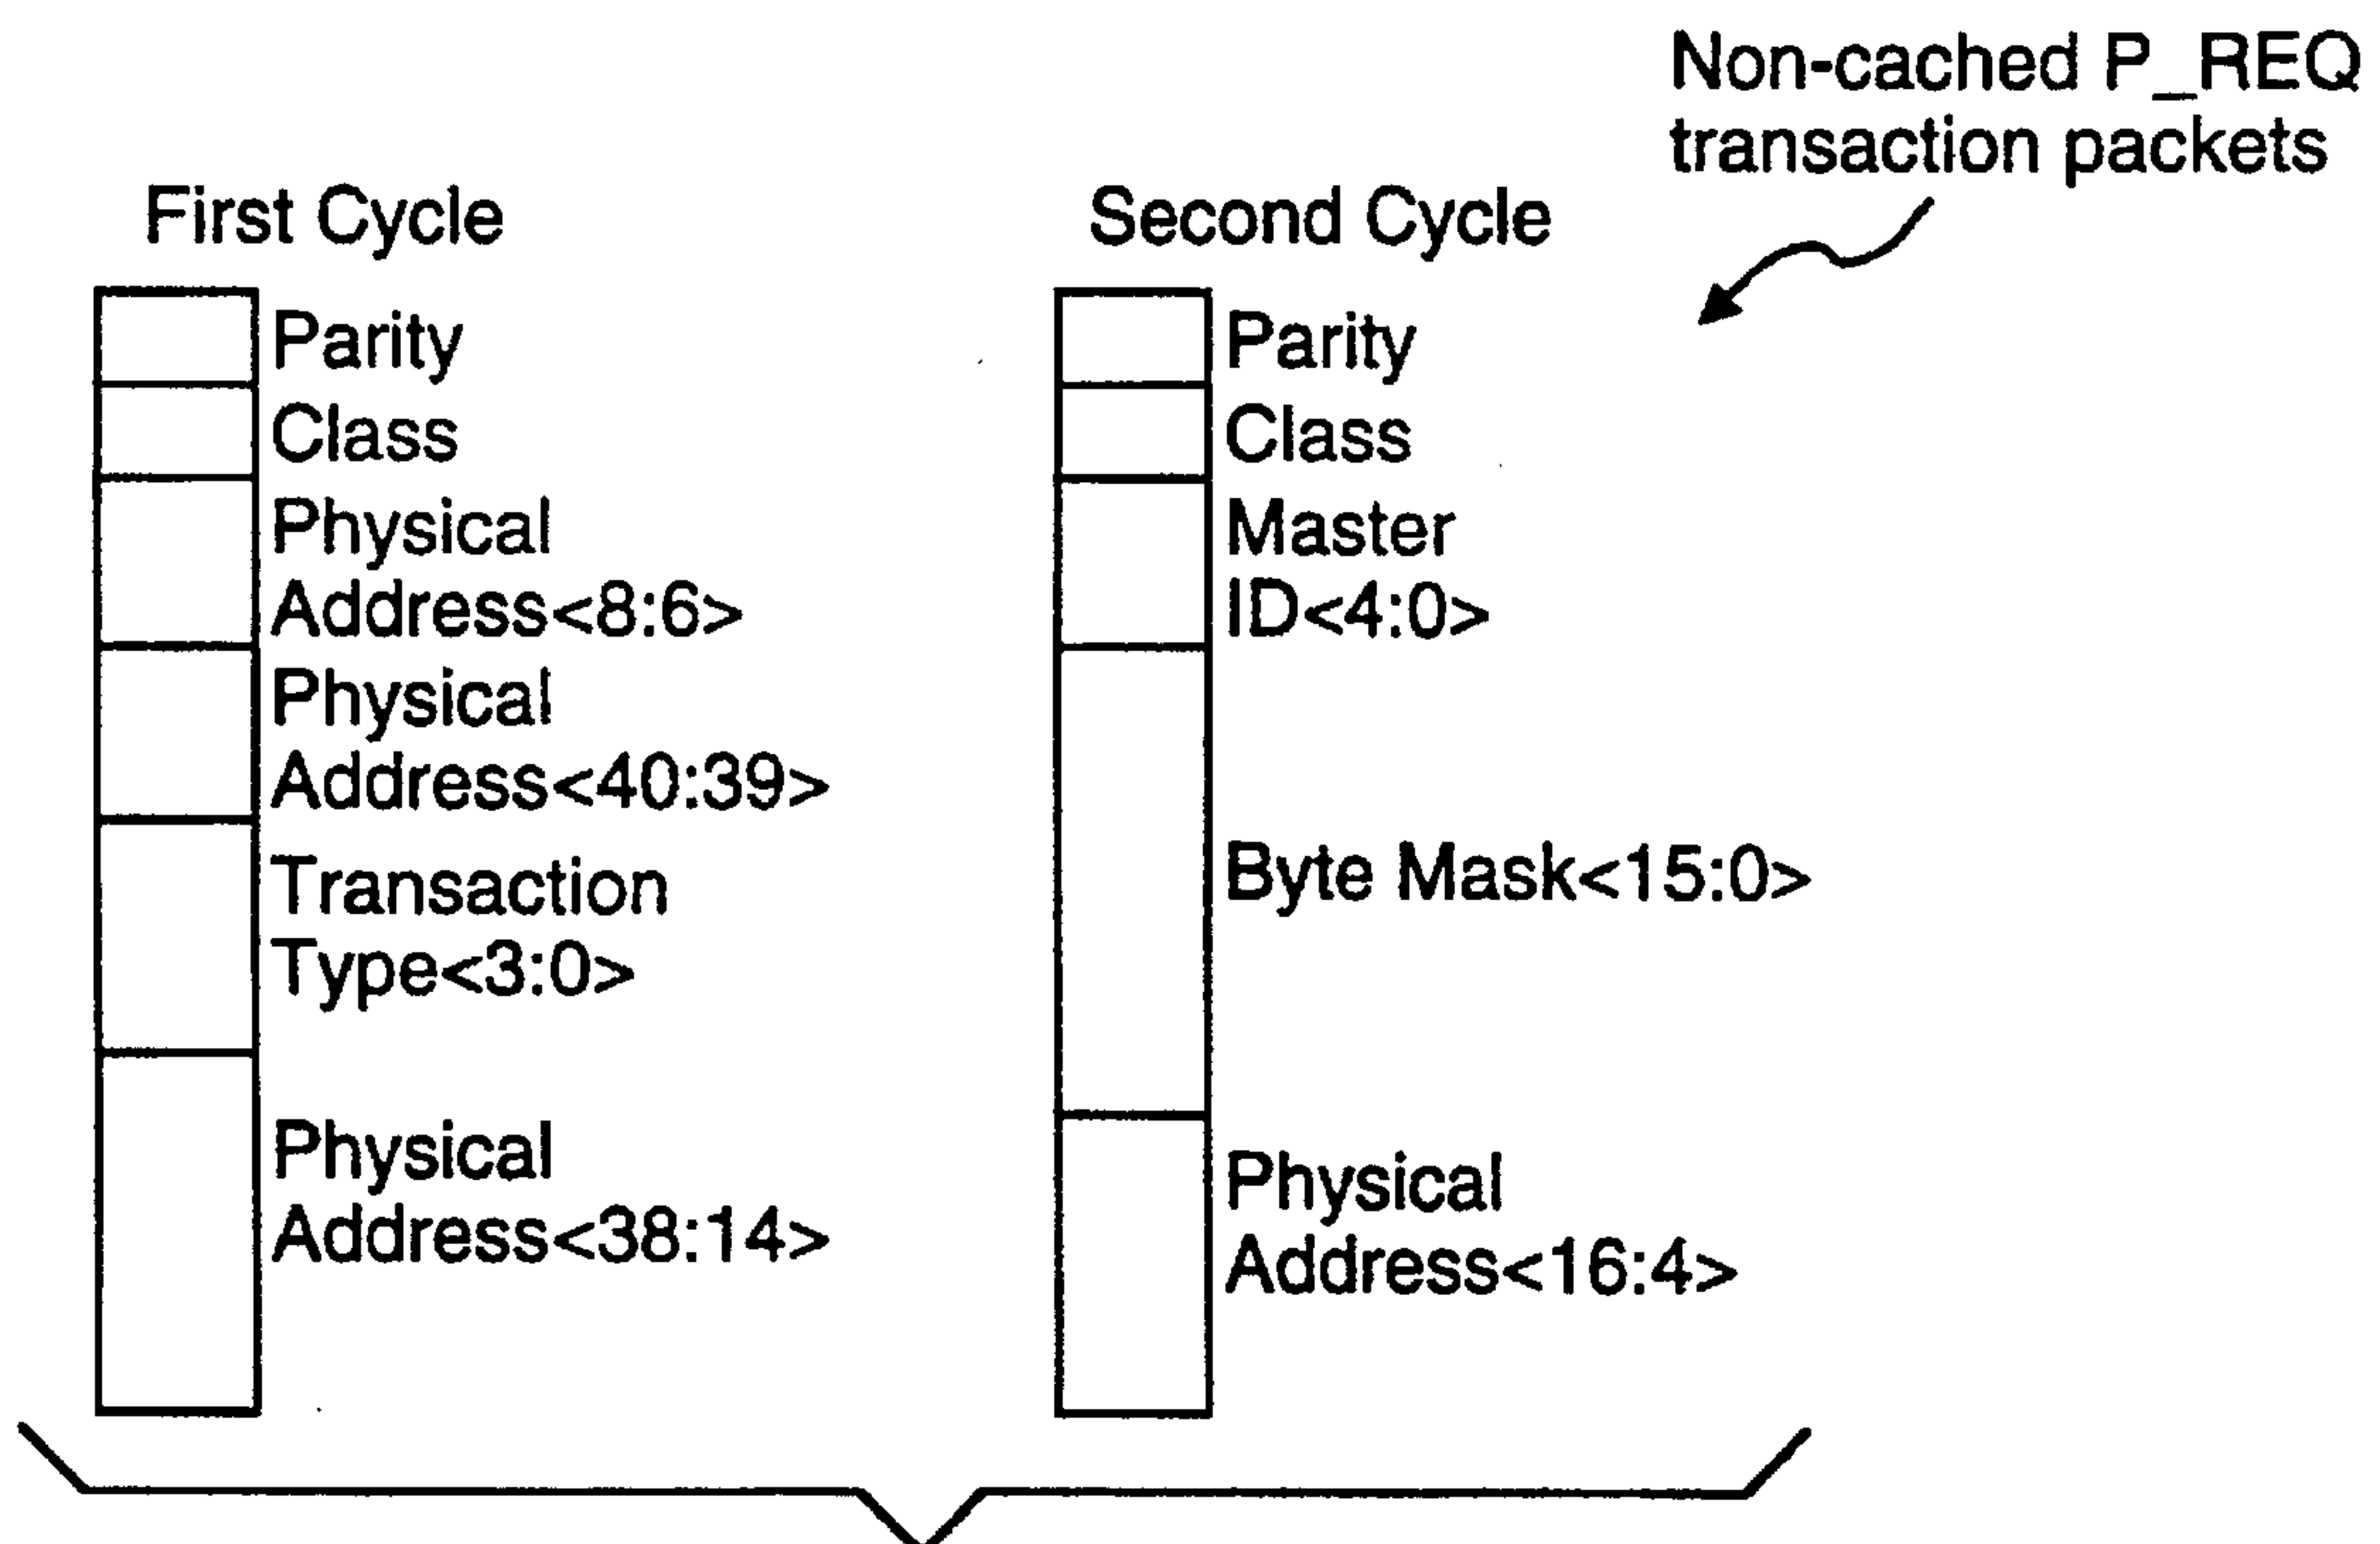 Non-cached P_REQ
transaction packets
First Cycle
Parity
Class
Physical
Address<8:6>
Physical
Address<40:39>
Transaction
Type<3:0>
Physical
Address<38:14>
Second Cycle
Parity
Class
Master
ID<4:0>
Byte Mask<15:0>
Physical
Address<16:4>